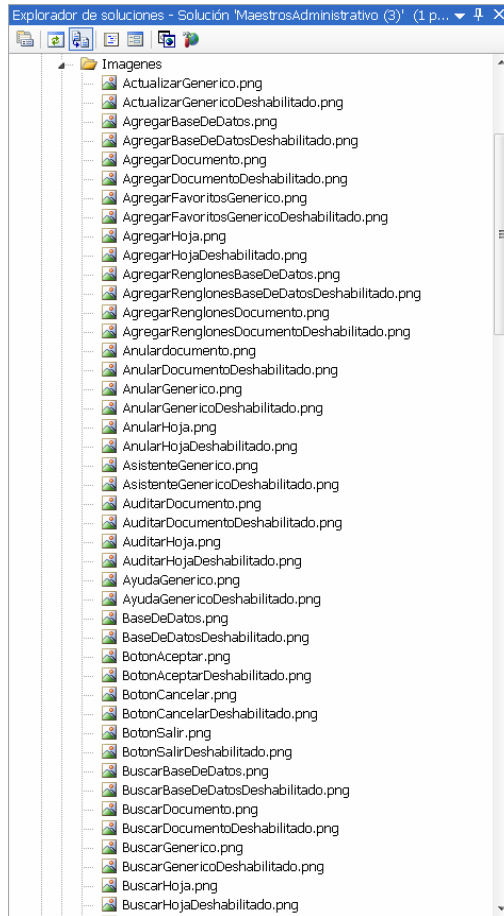 Explorador de soluciones - Solución 'MaestrosAdministrativo (3)' (1 p...
Imagenes
ActualizarGenerico.png
ActualizarGenericoDeshabilitado.png
AgregarBaseDeDatos.png
AgregarBaseDeDatosDeshabilitado.png
AgregarDocumento.png
AgregarDocumentoDeshabilitado.png
AgregarFavoritosGenerico.png
AgregarFavoritosGenericoDeshabilitado.png
AgregarHoja.png
AgregarHojaDeshabilitado.png
AgregarRenglonesBaseDeDatos.png
AgregarRenglonesBaseDeDatosDeshabilitado.png
AgregarRenglonesDocumento.png
AgregarRenglonesDocumentoDeshabilitado.png
Anulardocumento.png
AnularDocumentoDeshabilitado.png
AnularGenerico.png
AnularGenericoDeshabilitado.png
AnularHoja.png
AnularHojaDeshabilitado.png
AsistenteGenerico.png
AsistenteGenericoDeshabilitado.png
AuditarDocumento.png
AuditarDocumentoDeshabilitado.png
AuditarHoja.png
AuditarHojaDeshabilitado.png
AyudaGenerico.png
AyudaGenericoDeshabilitado.png
BaseDeDatos.png
BaseDeDatosDeshabilitado.png
BotonAceptar.png
BotonAceptarDeshabilitado.png
BotonCancelar.png
BotonCancelarDeshabilitado.png
BotonSalir.png
BotonSalirDeshabilitado.png
BuscarBaseDeDatos.png
BuscarBaseDeDatosDeshabilitado.png
BuscarDocumento.png
BuscarDocumentoDeshabilitado.png
BuscarGenerico.png
BuscarGenericoDeshabilitado.png
BuscarHoja.png
BuscarHojaDeshabilitado.png